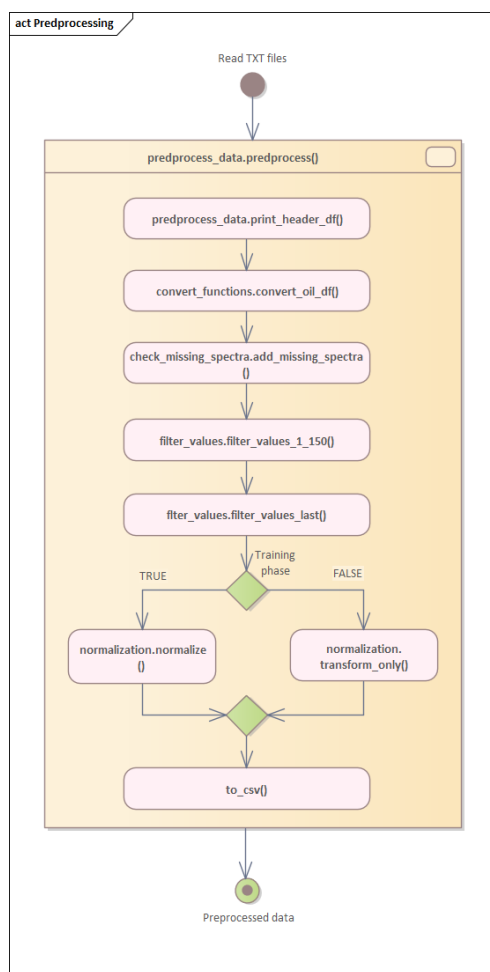 act Predprocessing
Read TXT files
predprocess_data.predprocess()
predprocess_data.print_header_df()
convert_functions.convert_oil_df()
check_missing_spectra.add_missing_spectra
()
filter_values.filter_values_1_150()
flter_values.filter_values_last()
Training
phase
TRUE
FALSE
normalization.normalize
()
normalization.
transform_only()
to_csv()
Preprocessed data